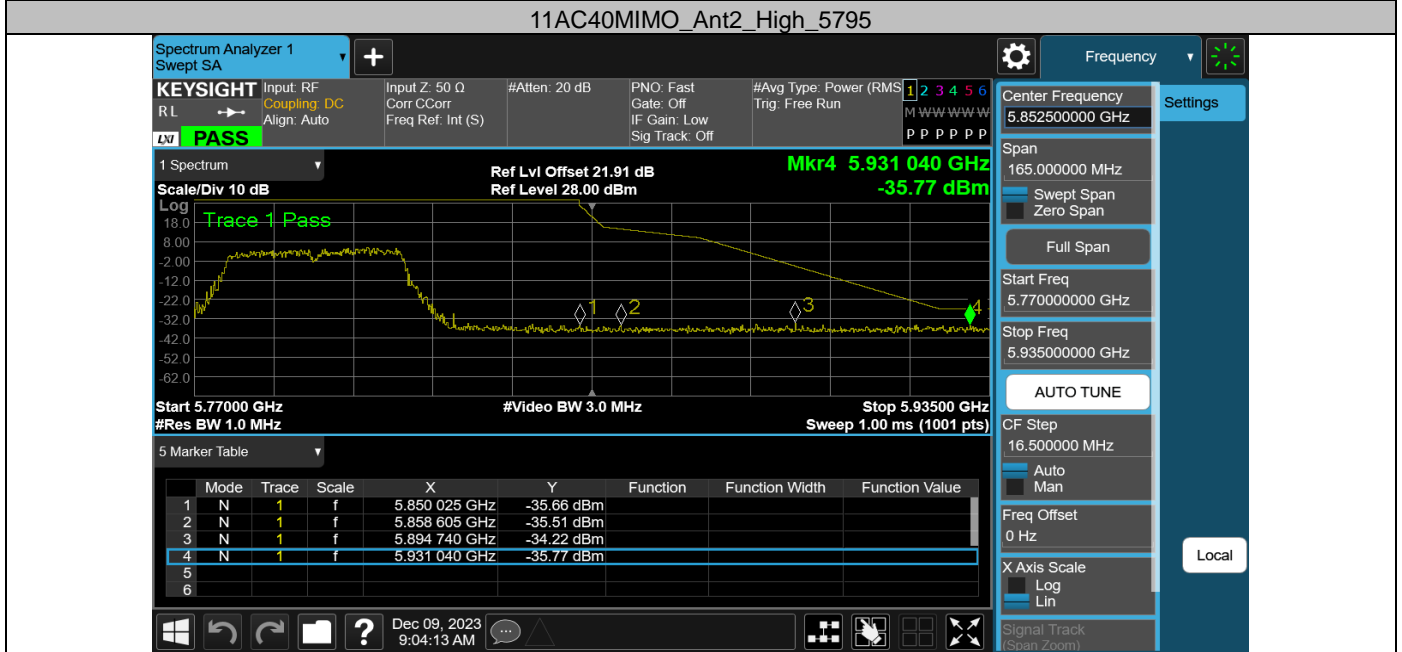 11AC40MIMO_Ant2_High_5795
Spectrum Analyzer 1
Swept SA
Frequency
KEYSIGHT
RL
LXI PASS
Input: RF
Coupling: DC
Align: Auto
Input Z: 50 Ω
Corr CCorr
Freq Ref: Int (S)
#Atten: 20 dB
PNO: Fast
Gate: Off
IF Gain: Low
Sig Track: Off
#Avg Type: Power (RMS
Trig: Free Run
1 2 3 4 5 6
M W W W W W
P P P P P P
Center Frequency
5.852500000 GHz
Settings
Span
165.000000 MHz
Swept Span
Zero Span
Full Span
Start Freq
5.770000000 GHz
Stop Freq
5.935000000 GHz
AUTO TUNE
CF Step
16.500000 MHz
Auto
Man
Freq Offset
0 Hz
X Axis Scale
Log
Lin
Signal Track
(Span Zoom)
Local
1 Spectrum
Scale/Div 10 dB
Ref Lvl Offset 21.91 dB
Ref Level 28.00 dBm
Mkr4 5.931 040 GHz
-35.77 dBm
Log
Trace 1 Pass
18.0
8.00
-2.00
-12.0
-22.0
-32.0
-42.0
-52.0
-62.0
1 2 3 4
Start 5.77000 GHz
#Video BW 3.0 MHz
Stop 5.93500 GHz
#Res BW 1.0 MHz
Sweep 1.00 ms (1001 pts)
5 Marker Table
Mode Trace Scale X Y Function Function Width Function Value
1 N 1 f 5.850 025 GHz -35.66 dBm
2 N 1 f 5.858 605 GHz -35.51 dBm
3 N 1 f 5.894 740 GHz -34.22 dBm
4 N 1 f 5.931 040 GHz -35.77 dBm
5
6
Dec 09, 2023
9:04:13 AM